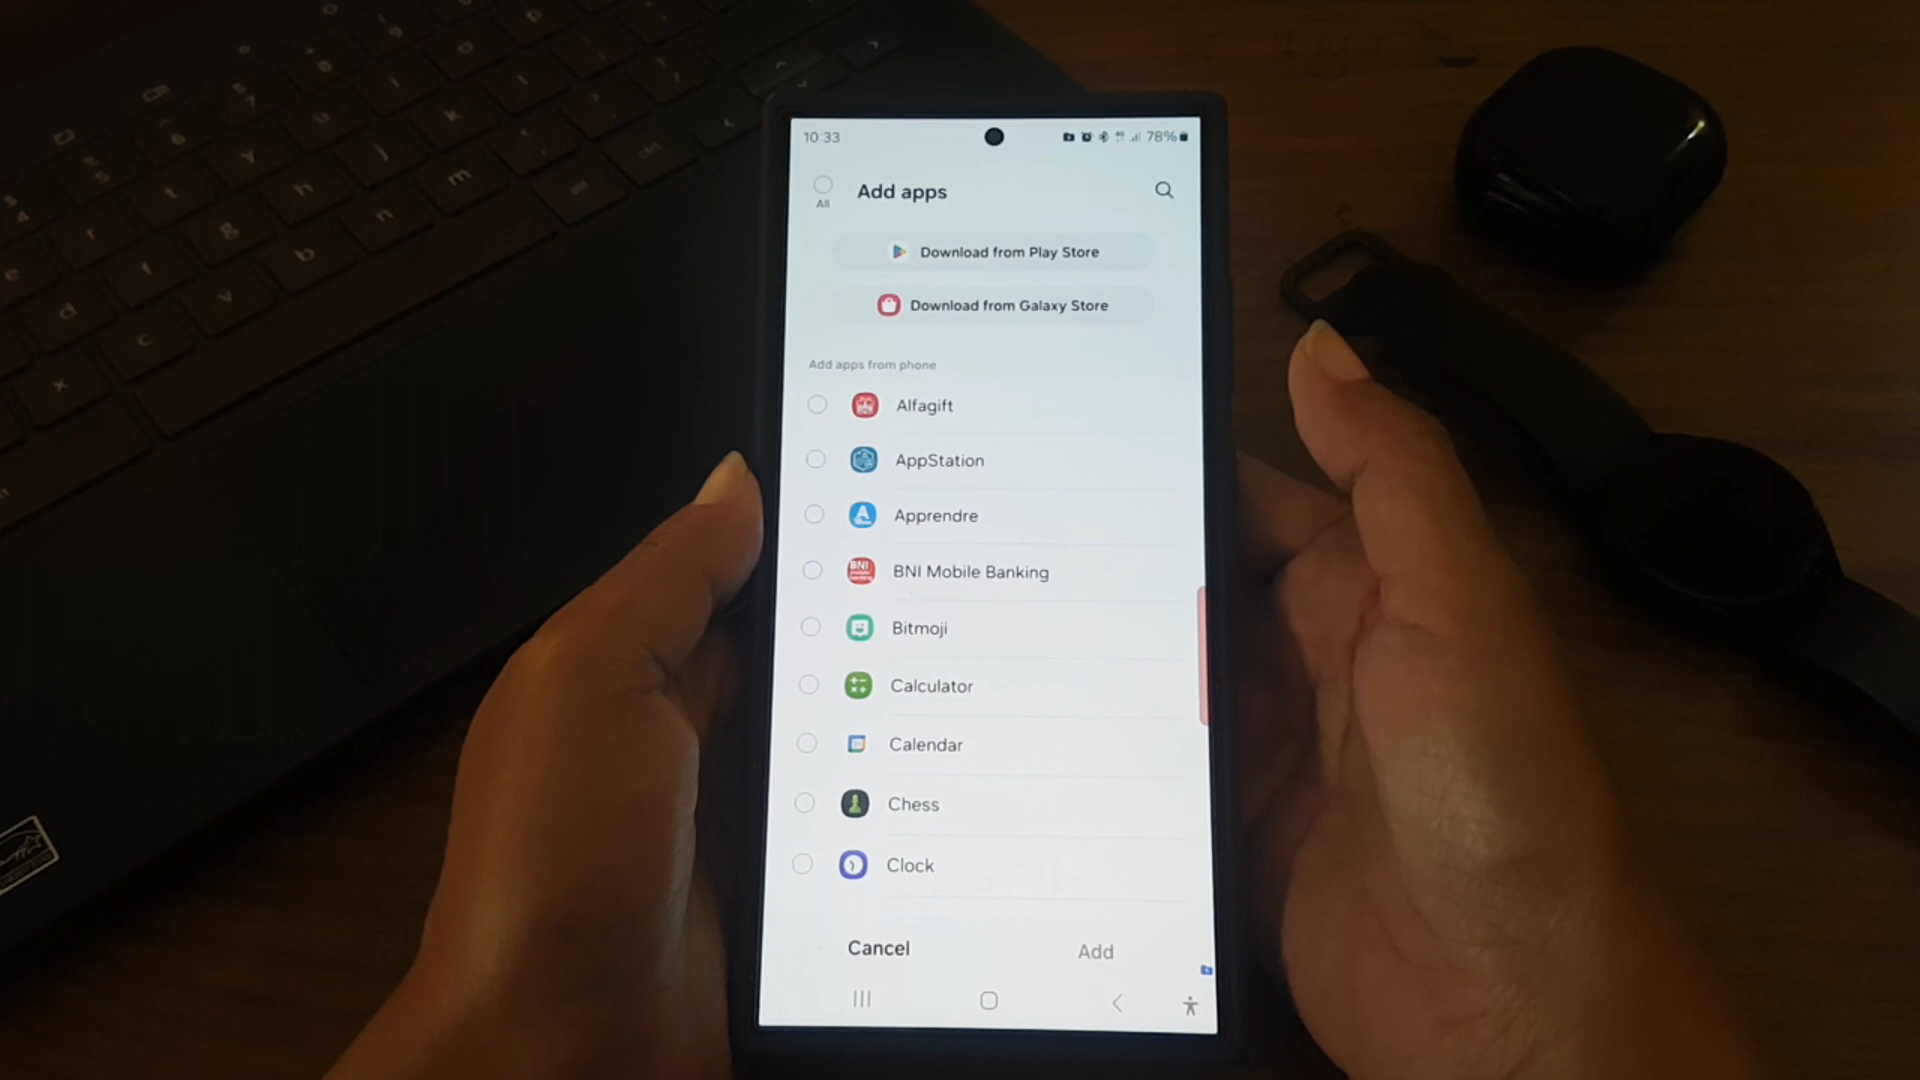 10:33
78%
All
Add apps
Download from Play Store
Download from Galaxy Store
Add apps from phone
Alfagift
AppStation
Apprendre
BNI
BNI Mobile Banking
Bitmoji
Calculator
Calendar
Chess
Clock
Cancel
Add